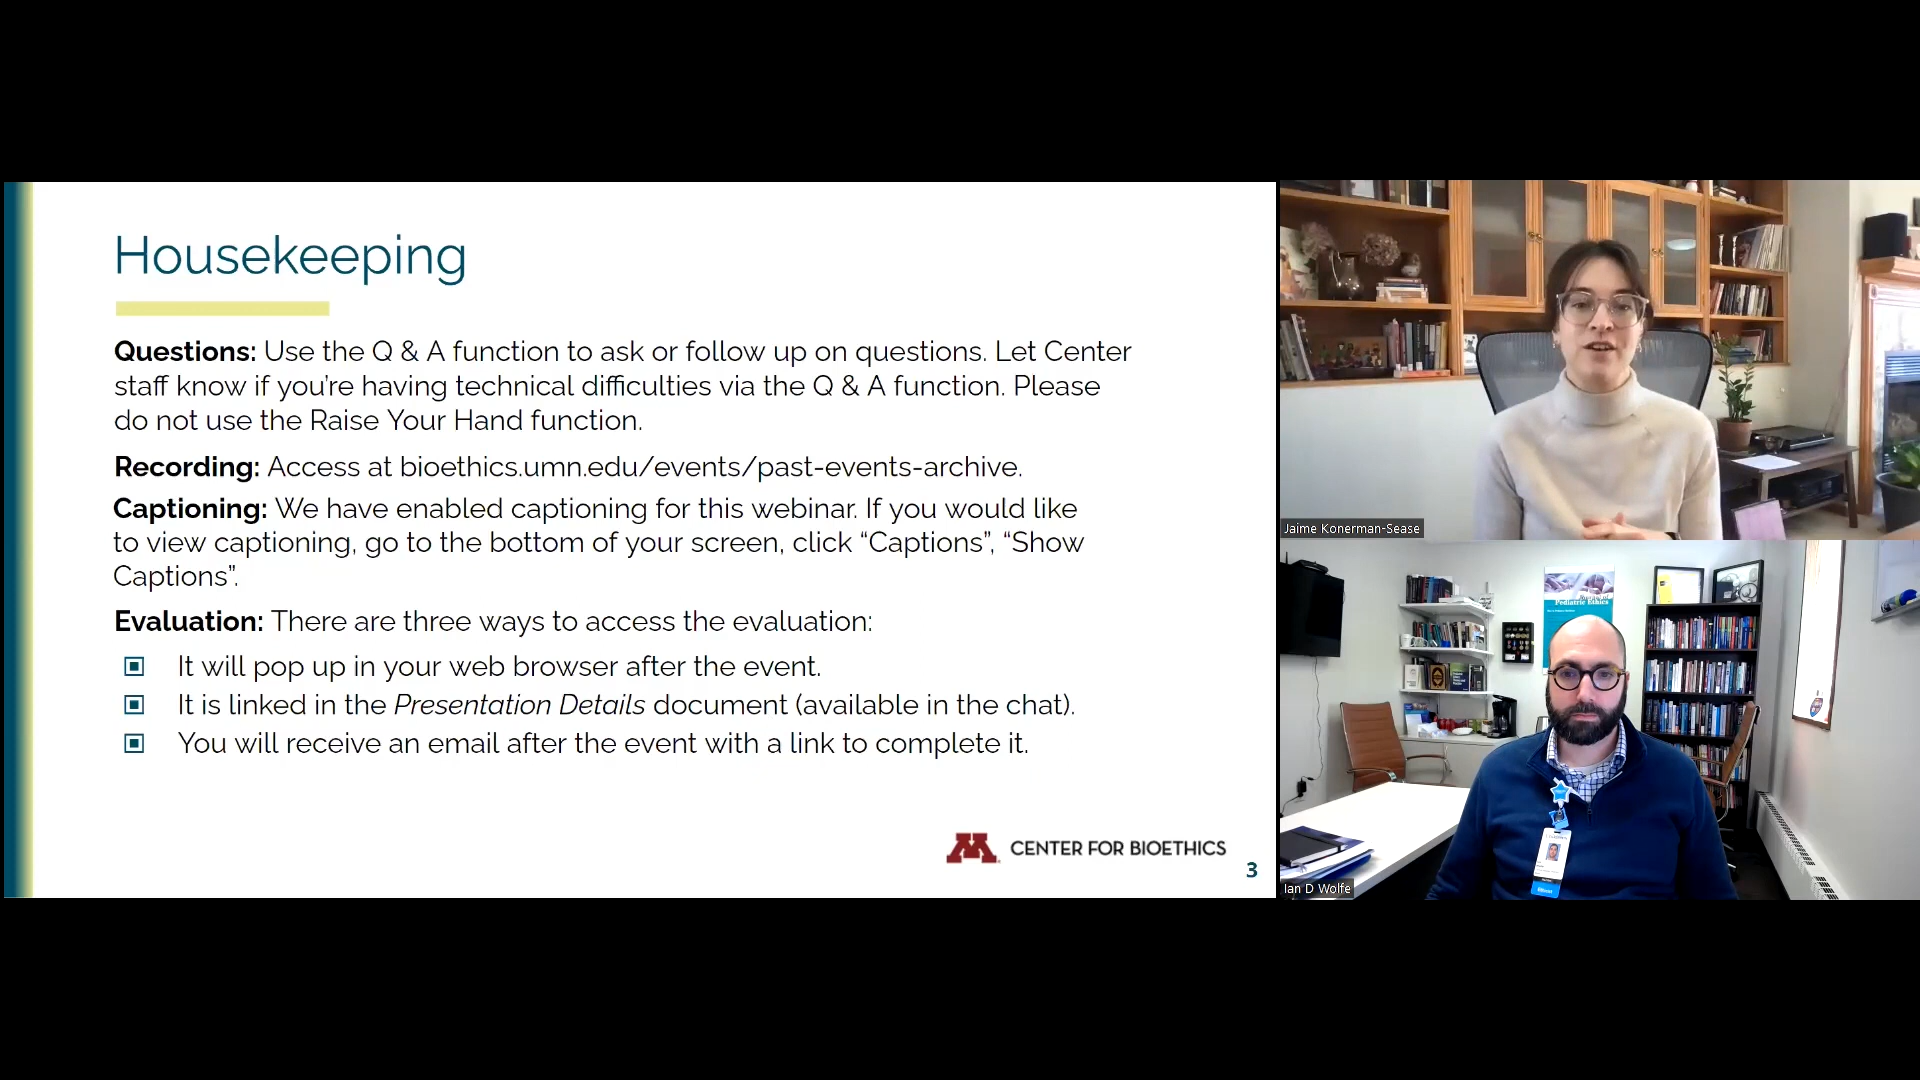 Housekeeping
Questions: Use the Q & A function to ask or follow up on questions. Let Center
staff know if you’re having technical difficulties via the Q & A function. Please
do not use the Raise Your Hand function.
Recording: Access at bioethics.umn.edu/events/past-events-archive.
Captioning: We have enabled captioning for this webinar. If you would like
to view captioning, go to the bottom of your screen, click “Captions”, “Show
Captions”.
Evaluation: There are three ways to access the evaluation:
It will pop up in your web browser after the event.
It is linked in the Presentation Details document (available in the chat).
You will receive an email after the event with a link to complete it.
M CENTER FOR BIOETHICS
3
Jaime Konerman-Sease
Pediatric Ethics
Ian D Wolfe